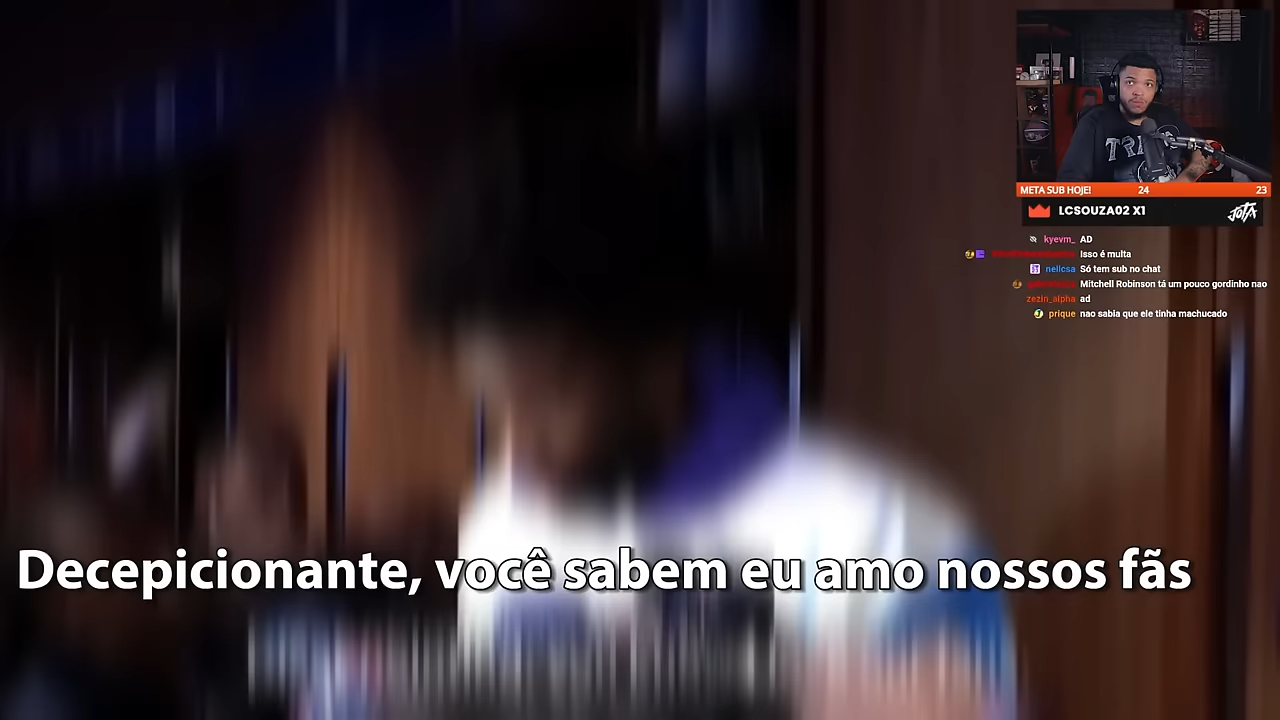 META SUB HOJE! 24 23
LCSOUZA02 X1
JOTA
kyevm_ AD
Isso é multa
nellcsa Só tem sub no chat
Mitchell Robinson tá um pouco gordinho nao
zezin_alpha ad
prique nao sabia que ele tinha machucado
Decepicionante, você sabem eu amo nossos fãs